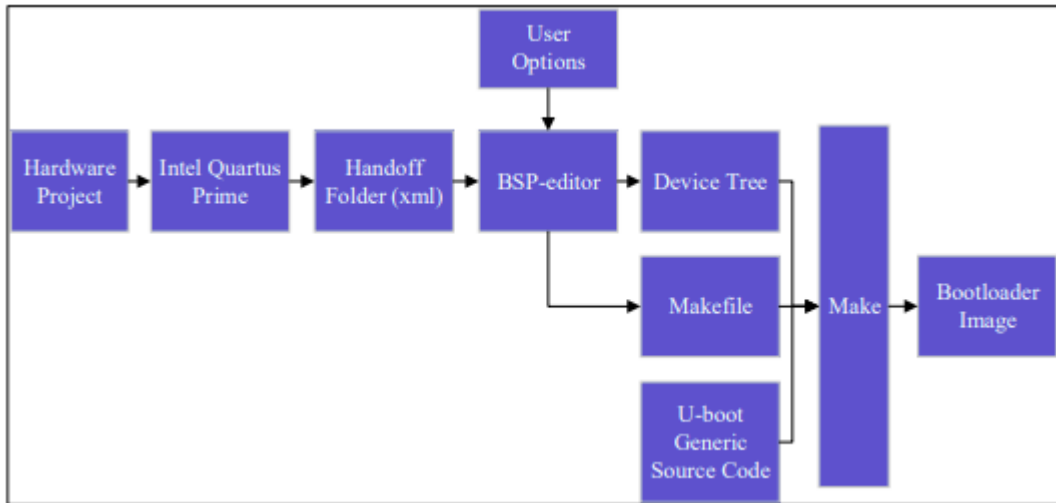 User
Options
Hardware
Project
Intel Quartus
Prime
Handoff
Folder (xml)
BSP-editor
Device Tree
Makefile
Make
Bootloader
Image
U-boot
Generic
Source Code